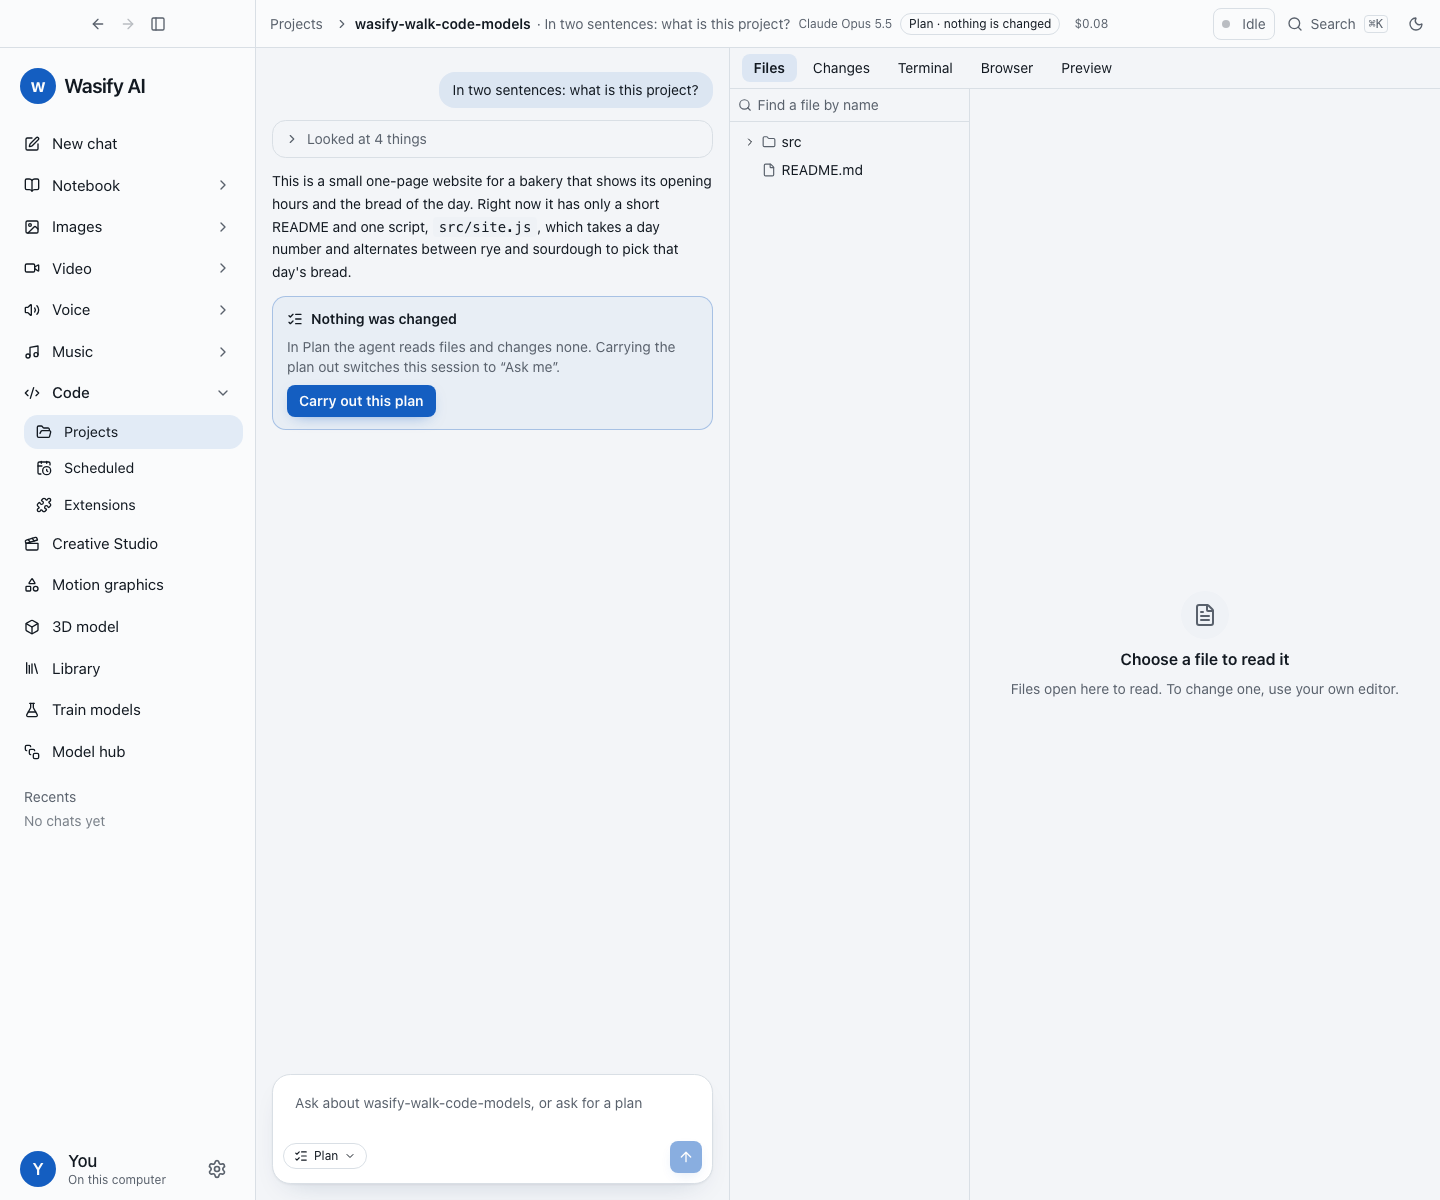 Projects
wasify-walk-code-models · In two sentences: what is this project?
Claude Opus 5.5
Plan · nothing is changed
$0.08
Idle
Search
⌘K
W
Wasify AI
New chat
Notebook
Images
Video
Voice
Music
Code
Projects
Scheduled
Extensions
Creative Studio
Motion graphics
3D model
Library
Train models
Model hub
Recents
No chats yet
Y
You
On this computer
In two sentences: what is this project?
Looked at 4 things
This is a small one-page website for a bakery that shows its opening
hours and the bread of the day. Right now it has only a short
README and one script, src/site.js, which takes a day
number and alternates between rye and sourdough to pick that
day's bread.
Nothing was changed
In Plan the agent reads files and changes none. Carrying the
plan out switches this session to “Ask me”.
Carry out this plan
Ask about wasify-walk-code-models, or ask for a plan
Plan
Files
Changes
Terminal
Browser
Preview
Find a file by name
src
README.md
Choose a file to read it
Files open here to read. To change one, use your own editor.